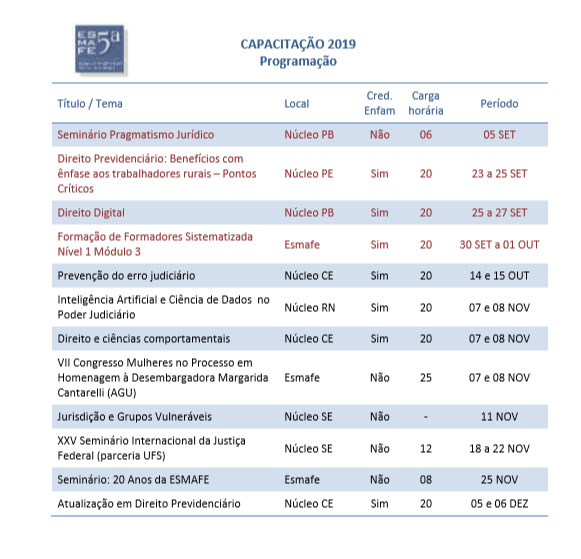 ES
MA
FE 5ª
CAPACITAÇÃO 2019
Programação
Título / Tema Local Cred. Enfam Carga horária Período
Seminário Pragmatismo Jurídico Núcleo PB Não 06 05 SET
Direito Previdenciário: Benefícios com
ênfase aos trabalhadores rurais – Pontos Núcleo PE Sim 20 23 a 25 SET
Críticos
Direito Digital Núcleo PB Sim 20 25 a 27 SET
Formação de Formadores Sistematizada
Nível 1 Módulo 3 Esmafe Sim 20 30 SET a 01 OUT
Prevenção do erro judiciário Núcleo CE Sim 20 14 e 15 OUT
Inteligência Artificial e Ciência de Dados no
Poder Judiciário Núcleo RN Sim 20 07 e 08 NOV
Direito e ciências comportamentais Núcleo CE Sim 20 07 e 08 NOV
VII Congresso Mulheres no Processo em
Homenagem à Desembargadora Margarida Esmafe Não 25 07 e 08 NOV
Cantarelli (AGU)
Jurisdição e Grupos Vulneráveis Núcleo SE Não - 11 NOV
XXV Seminário Internacional da Justiça
Federal (parceria UFS) Núcleo SE Não 12 18 a 22 NOV
Seminário: 20 Anos da ESMAFE Esmafe Não 08 25 NOV
Atualização em Direito Previdenciário Núcleo CE Sim 20 05 e 06 DEZ